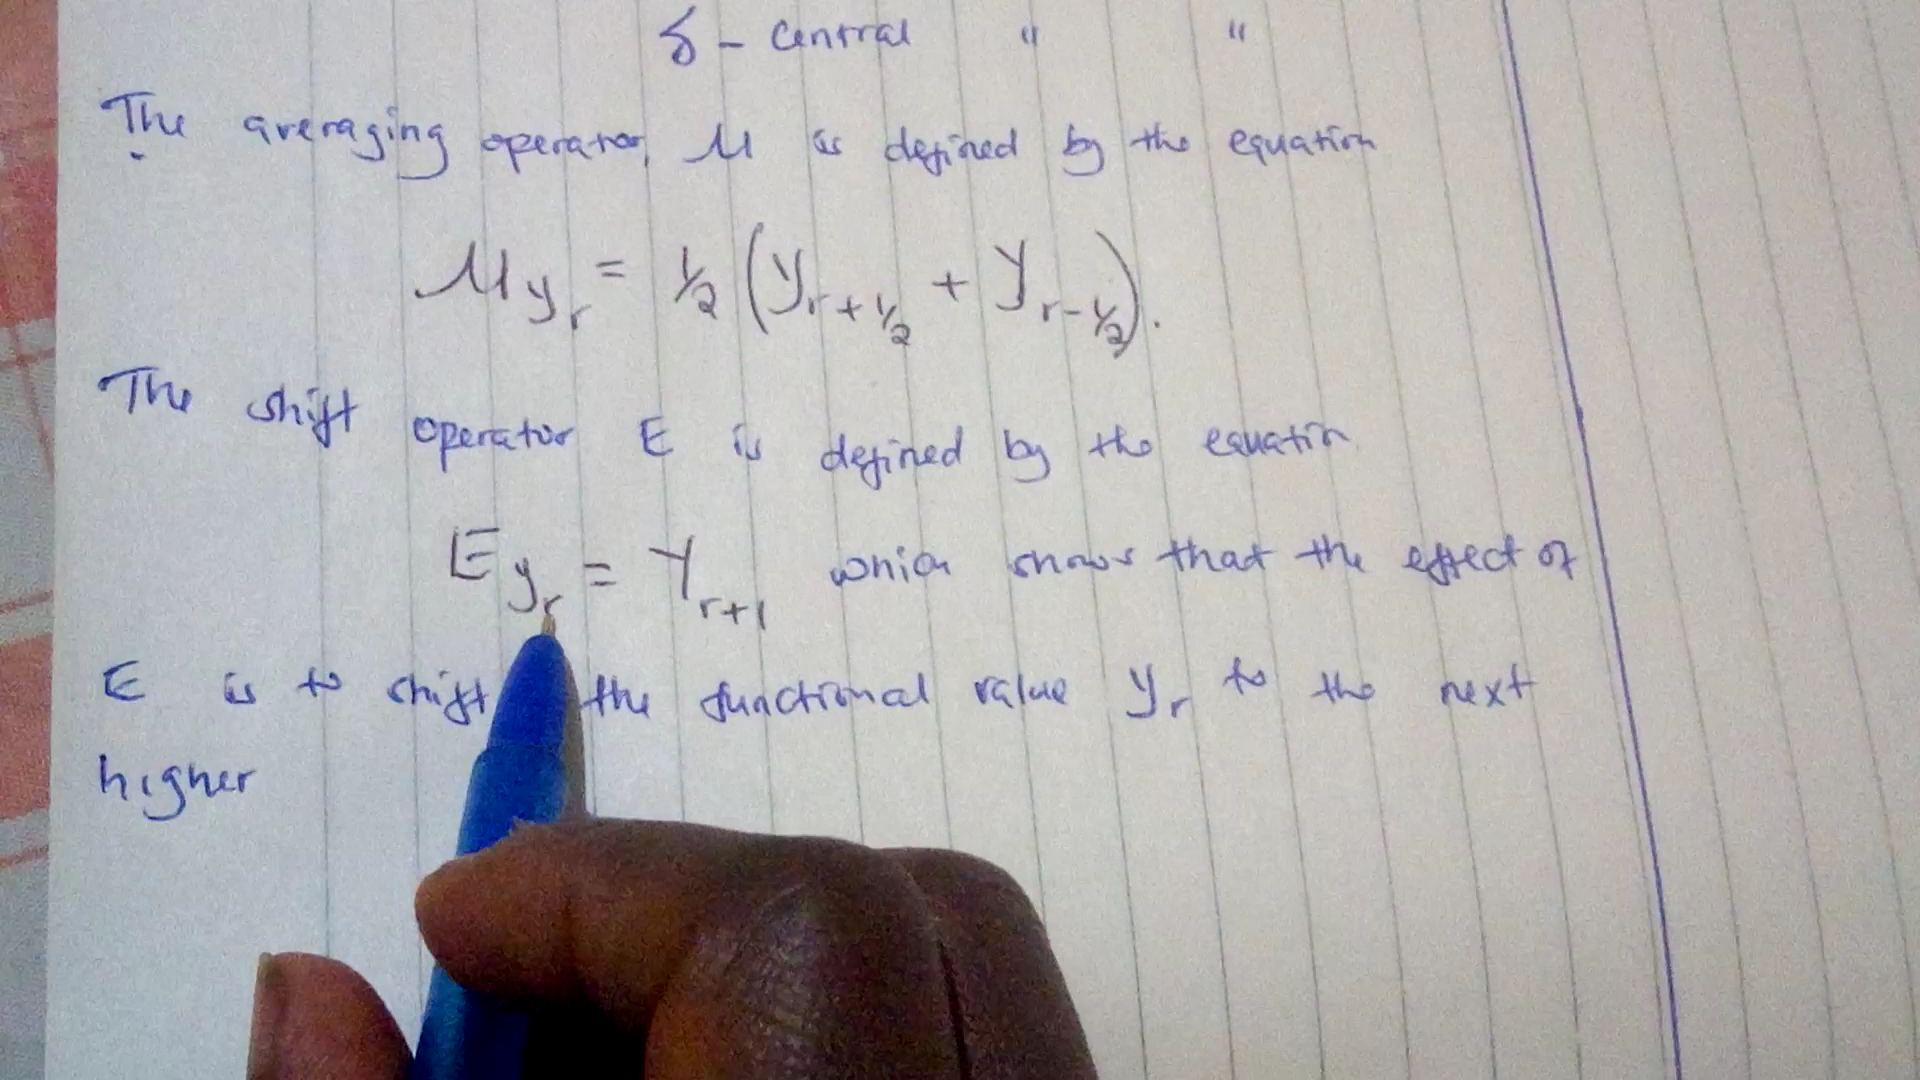 δ - central " "
The averaging operator, μ is defined by the equation
μy_r = ½ (y_{r+½} + y_{r-½}).
The shift operator E is defined by the equation
Ey_r = y_{r+1} which shows that the effect of
E is to shift the functional value y_r to the next
higher